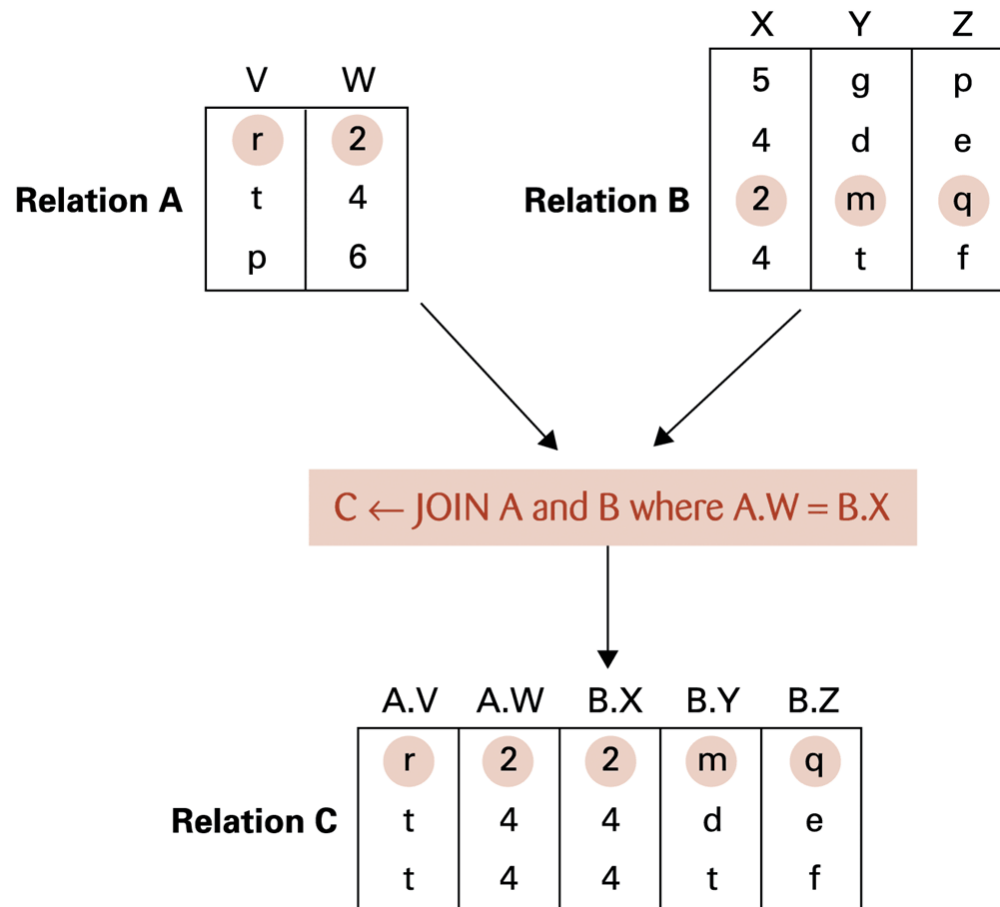 V W
r 2
Relation A t 4
p 6
X Y Z
5 g p
4 d e
Relation B 2 m q
4 t f
C ← JOIN A and B where A.W = B.X
A.V A.W B.X B.Y B.Z
r 2 2 m q
Relation C t 4 4 d e
t 4 4 t f